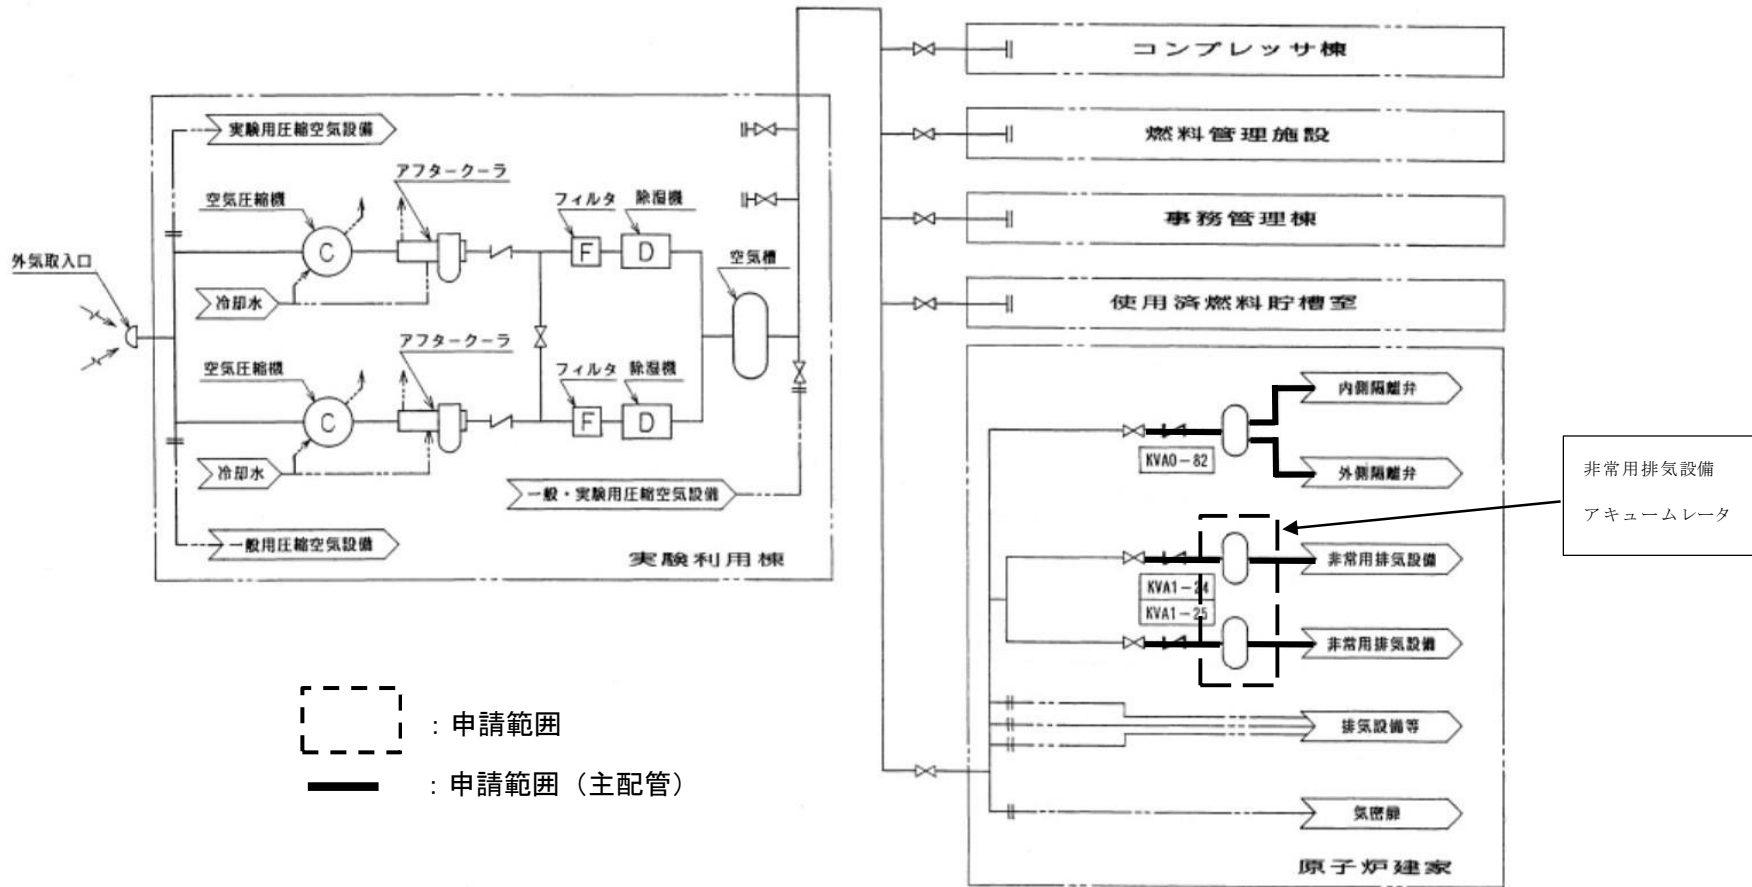 コンプレッサ棟
燃料管理施設
事務管理棟
使用済燃料貯槽室
実験用圧縮空気設備
アフタークーラ
空気圧縮機
フィルタ
除湿機
C
F
D
空気槽
外気取入口
冷却水
アフタークーラ
空気圧縮機
フィルタ
除湿機
C
F
D
冷却水
一般・実験用圧縮空気設備
一般用圧縮空気設備
実験利用棟
内側隔離弁
KVA0-82
外側隔離弁
非常用排気設備
アキュームレータ
非常用排気設備
KVA1-24
KVA1-25
非常用排気設備
排気設備等
気密扉
原子炉建家
：申請範囲
：申請範囲（主配管）